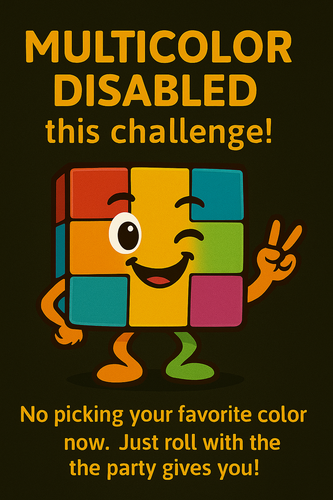 MULTICOLOR
DISABLED
this challenge!
No picking your favorite color
now. Just roll with the
the party gives you!